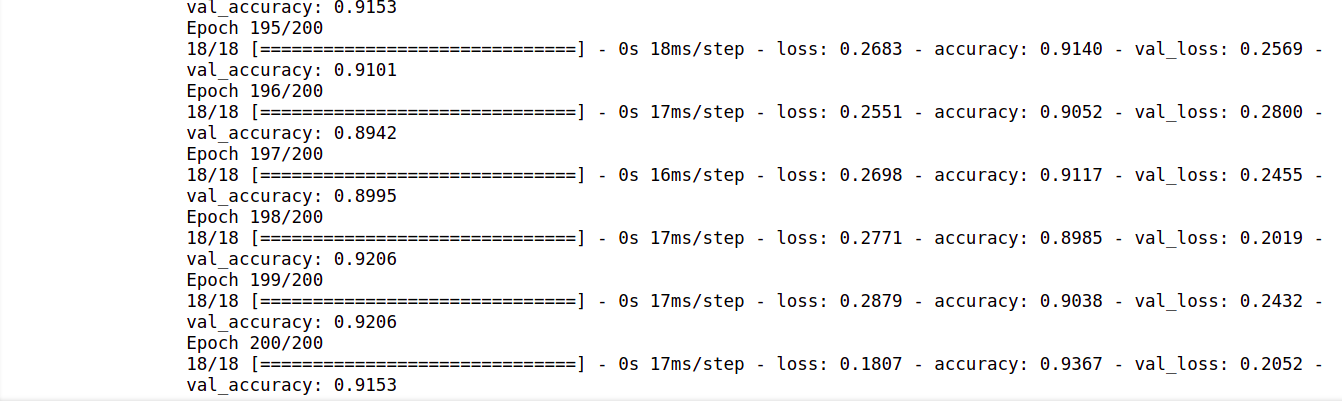 val_accuracy: 0.9153
Epoch 195/200
18/18 [==============================] - 0s 18ms/step - loss: 0.2683 - accuracy: 0.9140 - val_loss: 0.2569 -
val_accuracy: 0.9101
Epoch 196/200
18/18 [==============================] - 0s 17ms/step - loss: 0.2551 - accuracy: 0.9052 - val_loss: 0.2800 -
val_accuracy: 0.8942
Epoch 197/200
18/18 [==============================] - 0s 16ms/step - loss: 0.2698 - accuracy: 0.9117 - val_loss: 0.2455 -
val_accuracy: 0.8995
Epoch 198/200
18/18 [==============================] - 0s 17ms/step - loss: 0.2771 - accuracy: 0.8985 - val_loss: 0.2019 -
val_accuracy: 0.9206
Epoch 199/200
18/18 [==============================] - 0s 17ms/step - loss: 0.2879 - accuracy: 0.9038 - val_loss: 0.2432 -
val_accuracy: 0.9206
Epoch 200/200
18/18 [==============================] - 0s 17ms/step - loss: 0.1807 - accuracy: 0.9367 - val_loss: 0.2052 -
val_accuracy: 0.9153